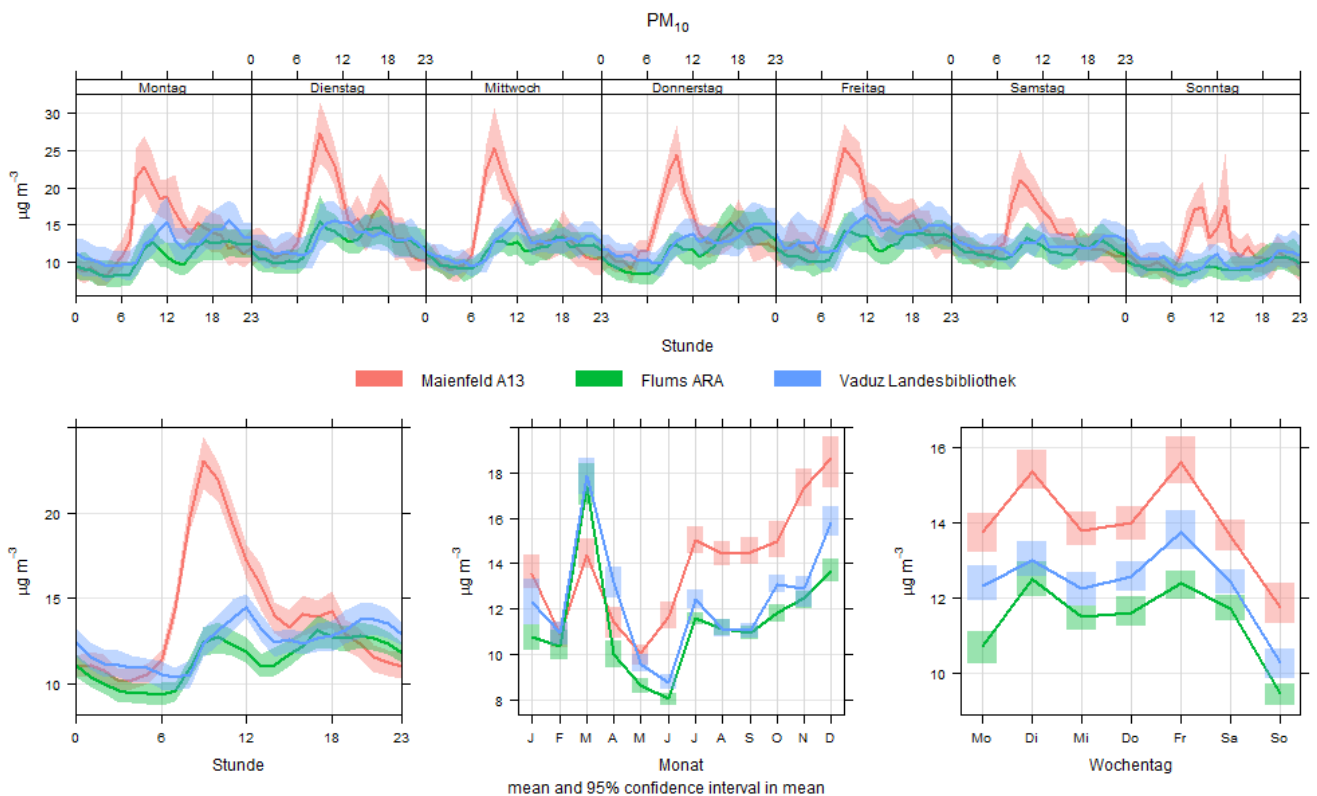 PM10
0 6 12 18 23 0 6 12 18 23 0 6 12 18 23
Montag Dienstag Mittwoch Donnerstag Freitag Samstag Sonntag
30
25
20
15
10
µg m−3
0 6 12 18 23 0 6 12 18 23 0 6 12 18 23 0 6 12 18 23
Stunde
Maienfeld A13 Flums ARA Vaduz Landesbibliothek
µg m−3
20
15
10
0 6 12 18 23
Stunde
µg m−3
18
16
14
12
10
8
J F M A M J J A S O N D
Monat
µg m−3
16
14
12
10
Mo Di Mi Do Fr Sa So
Wochentag
mean and 95% confidence interval in mean